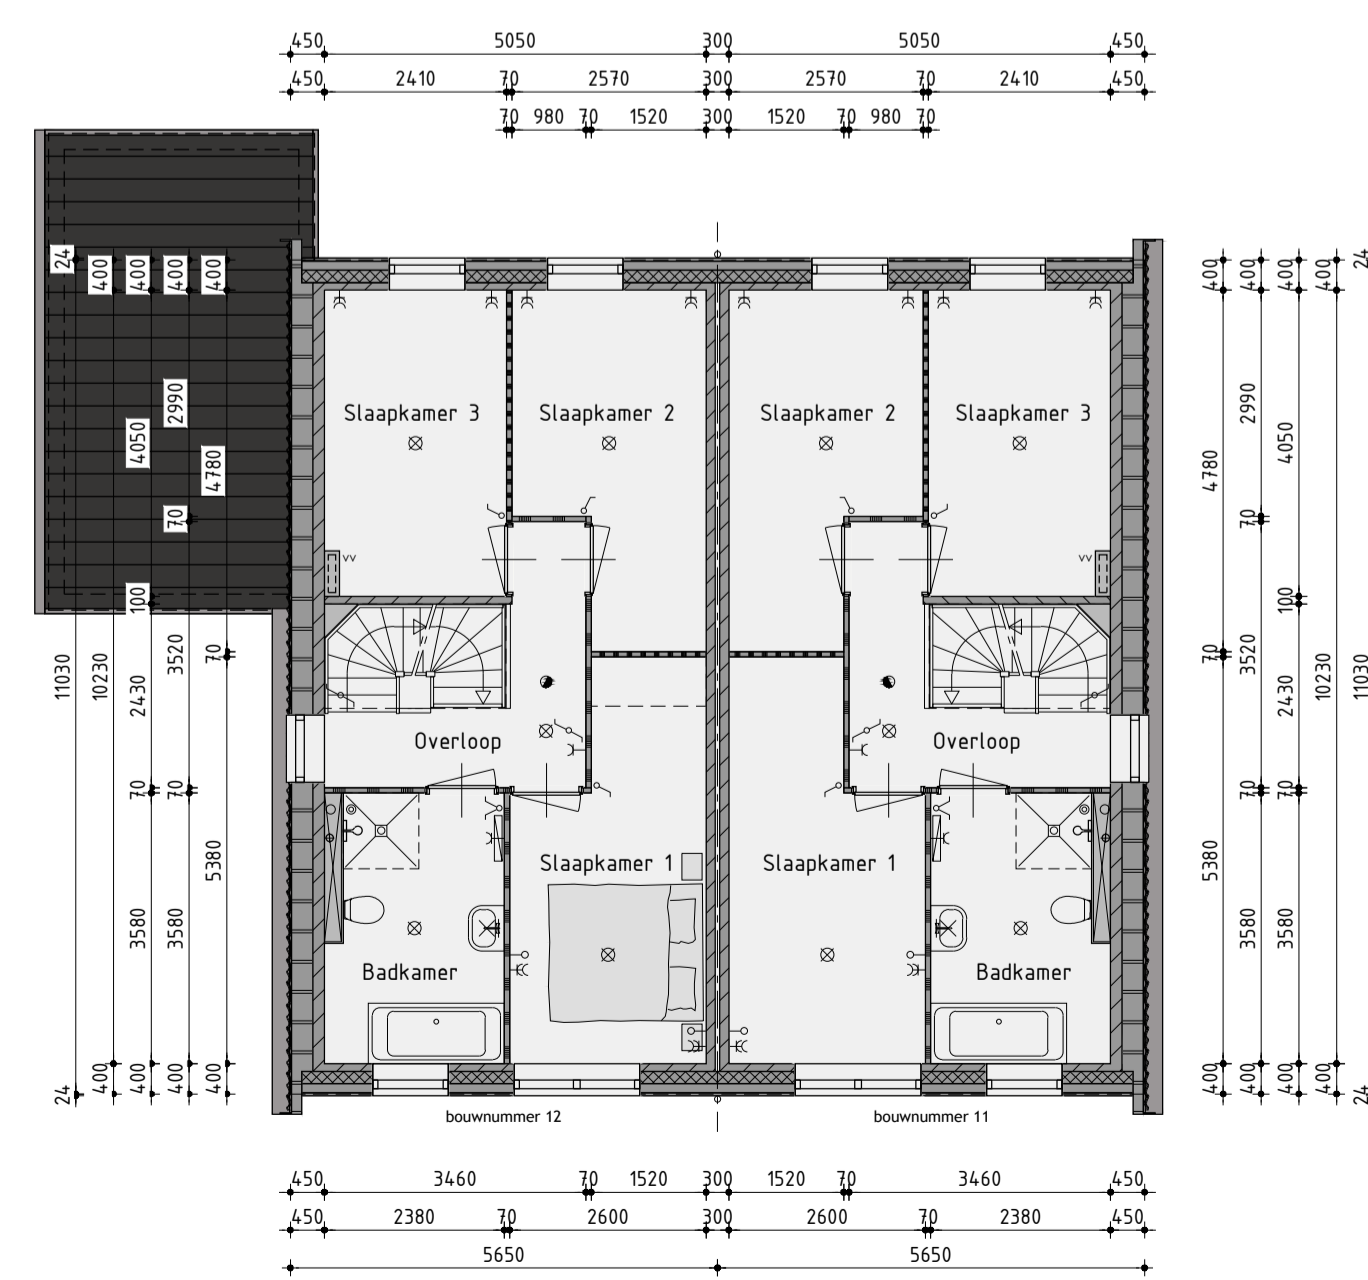 450 5050 300 5050 450
450 2410 70 2570 300 2570 70 2410 450
70 980 70 1520 300 1520 70 980 70
24 400 400 400 400
400 400 400 400 24
2990 4050 4780 70 100
2990 4050 4780 70 100
Slaapkamer 3 Slaapkamer 2 Slaapkamer 2 Slaapkamer 3
vv vv
11030 10230 2430 3520 70
70 3520 2430 10230 11030
Overloop Overloop
70 70 5380 3580 3580
70 70 5380 3580 3580
Slaapkamer 1 Slaapkamer 1
Badkamer Badkamer
24 400 400 400 400
400 400 400 400 24
bouwnummer 12 bouwnummer 11
450 3460 70 1520 300 1520 70 3460 450
450 2380 70 2600 300 2600 70 2380 450
5650 5650